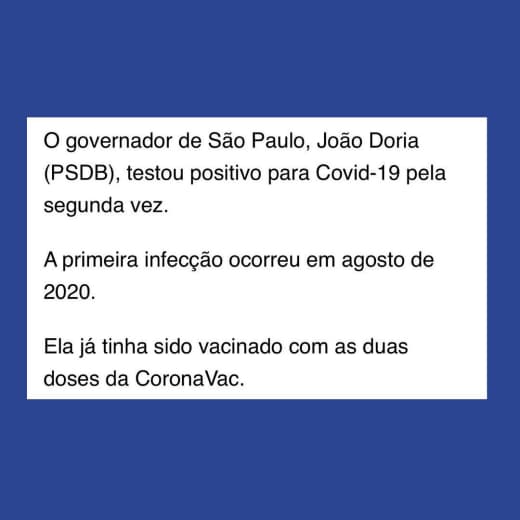 O governador de São Paulo, João Doria
(PSDB), testou positivo para Covid-19 pela
segunda vez.
A primeira infecção ocorreu em agosto de
2020.
Ela já tinha sido vacinado com as duas
doses da CoronaVac.